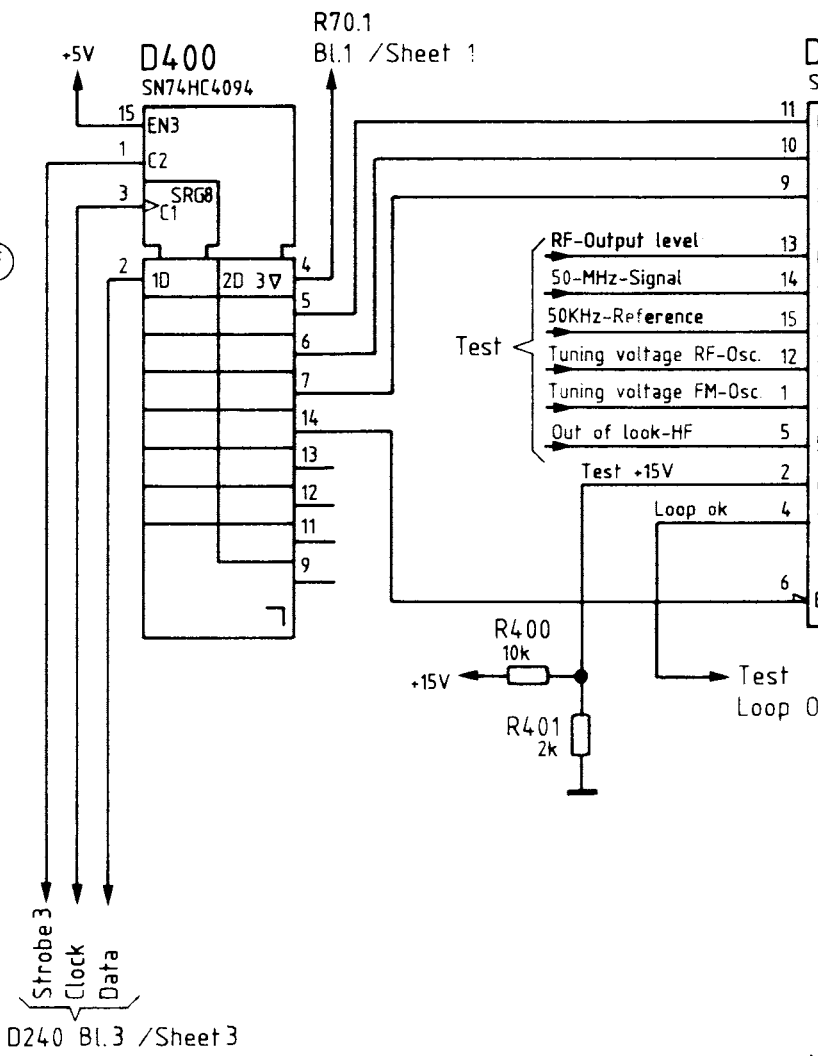 R70.1
Bl.1 /Sheet 1
+5V
D400
SN74HC4094
15
EN3
1
C2
3
C1
SRG8
2
1D
2D
3
4
5
6
7
14
13
12
11
9
11
10
9
RF-Output level
13
50-MHz-Signal
14
50KHz-Reference
15
Tuning voltage RF-Osc.
12
Tuning voltage FM-Osc.
1
Out of look-HF
5
Test
Test +15V
2
Loop ok
4
6
R400
10k
+15V
R401
2k
Test
Loop O
Strobe 3
Clock
Data
D240 Bl.3 /Sheet 3